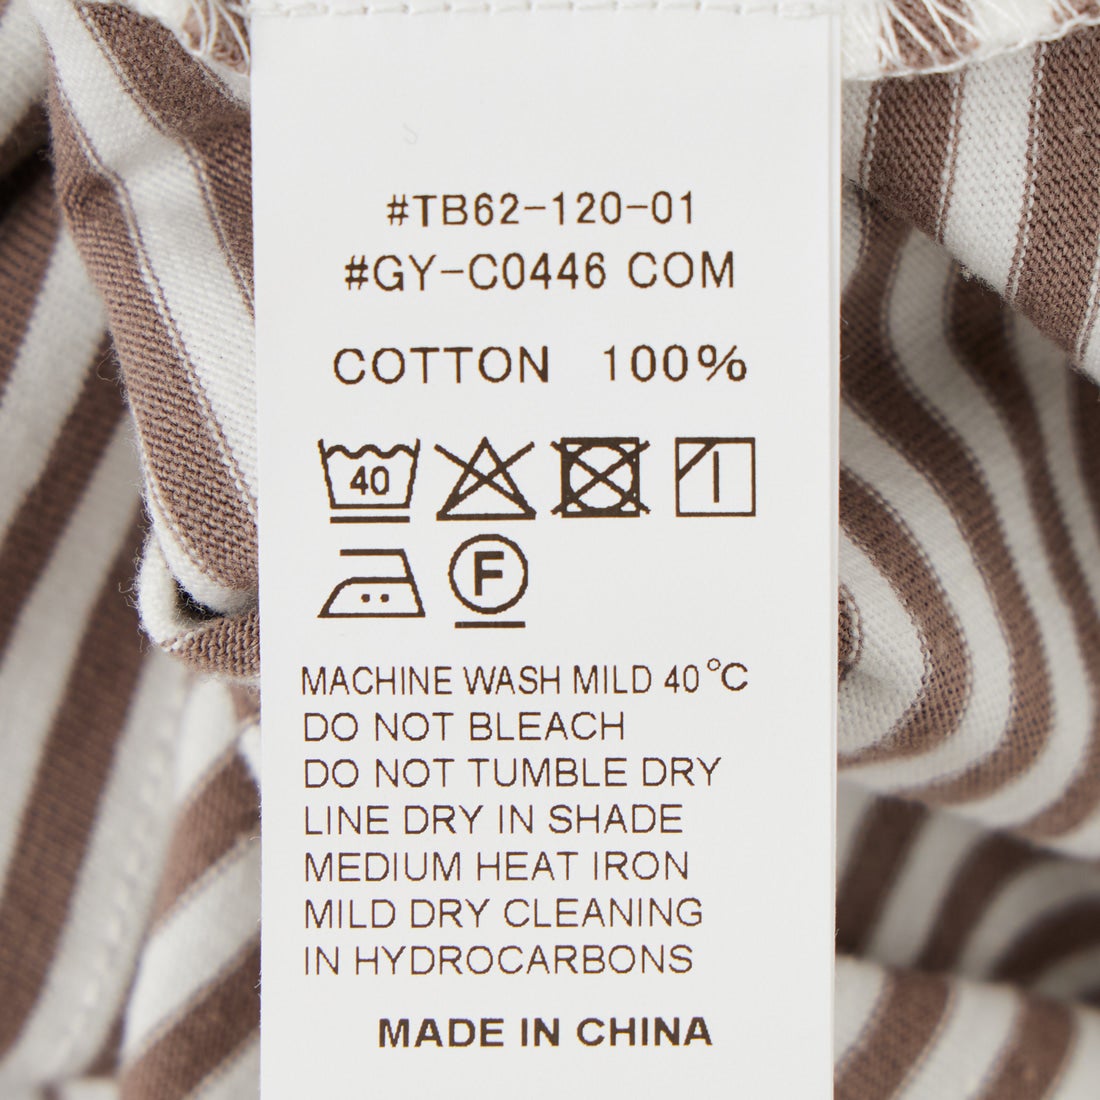 #TB62-120-01
#GY-C0446 COM
COTTON 100%
40
F
MACHINE WASH MILD 40°C
DO NOT BLEACH
DO NOT TUMBLE DRY
LINE DRY IN SHADE
MEDIUM HEAT IRON
MILD DRY CLEANING
IN HYDROCARBONS
MADE IN CHINA